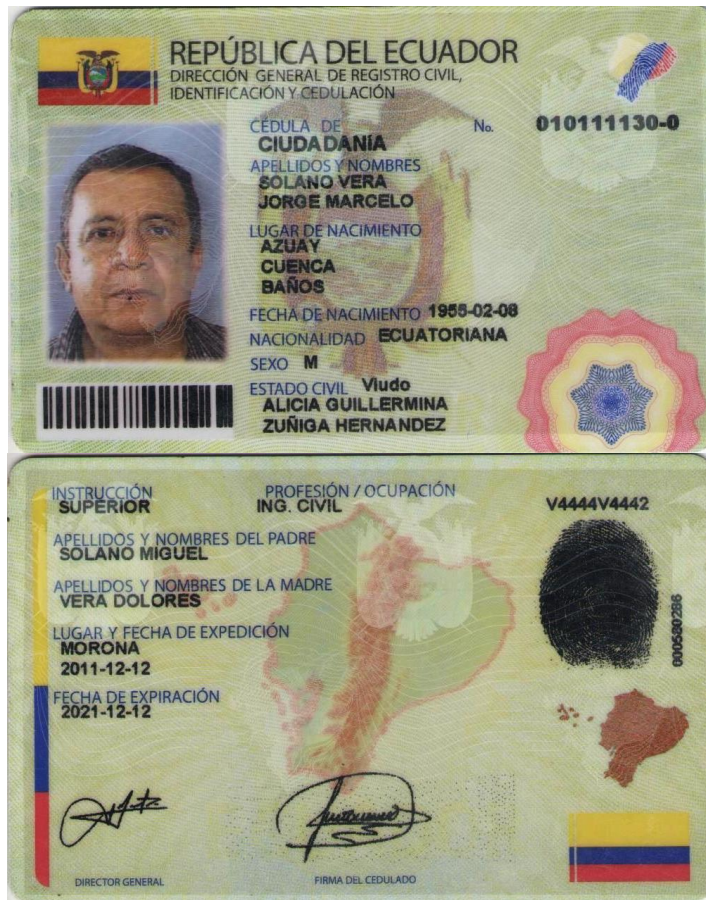 REPÚBLICA DEL ECUADOR
DIRECCIÓN GENERAL DE REGISTRO CIVIL,
IDENTIFICACIÓN Y CEDULACIÓN
CÉDULA DE No. 010111130-0
CIUDADANÍA
APELLIDOS Y NOMBRES
SOLANO VERA
JORGE MARCELO
LUGAR DE NACIMIENTO
AZUAY
CUENCA
BAÑOS
FECHA DE NACIMIENTO 1955-02-08
NACIONALIDAD ECUATORIANA
SEXO M
ESTADO CIVIL Viudo
ALICIA GUILLERMINA
ZUÑIGA HERNANDEZ
INSTRUCCIÓN PROFESIÓN / OCUPACIÓN
SUPERIOR ING. CIVIL V4444V4442
APELLIDOS Y NOMBRES DEL PADRE
SOLANO MIGUEL
APELLIDOS Y NOMBRES DE LA MADRE
VERA DOLORES
LUGAR Y FECHA DE EXPEDICIÓN
MORONA
2011-12-12
FECHA DE EXPIRACIÓN
2021-12-12
000580286
DIRECTOR GENERAL FIRMA DEL CEDULADO